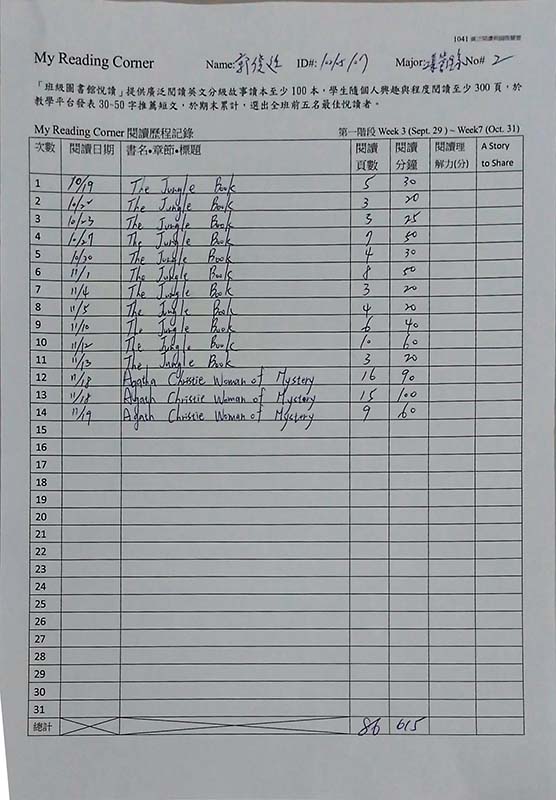 1041 廣泛閱讀
My Reading Corner Name: ID#: Major: No# 2
「班級圖書館悅讀」提供廣泛閱讀英文分級故事讀本至少 100 本，學生隨個人興趣與程度閱讀至少 300 頁，於
教學平台發表 30-50 字推薦短文，於期末累計，選出全班前五名最佳悅讀者。
My Reading Corner 閱讀歷程記錄 第一階段 Week 3 (Sept. 29 ) ~ Week7 (Oct. 31)
次數 閱讀日期 書名•章節•標題 閱讀頁數 閱讀分鐘 閱讀理解力(分) A Story to Share
1 10/19 The Jungle Book 5 30
2 The Jungle Book 3 20
3 10/23 The Jungle Book 3 25
4 10/27 The Jungle Book 7 50
5 10/30 The Jungle Book 4 30
6 11/1 The Jungle Book 8 50
7 11/4 The Jungle Book 3 20
8 11/5 The Jungle Book 4 20
9 11/10 The Jungle Book 6 40
10 11/12 The Jungle Book 10 60
11 11/13 The Jungle Book 3 20
12 11/18 Agatha Christie Woman of Mystery 16 90
13 11/18 Agath Christie Woman of Mystery 15 100
14 11/19 Agath Christie Woman of Mystery 9 60
15
16
17
18
19
20
21
22
23
24
25
26
27
28
29
30
31
總計 86 615